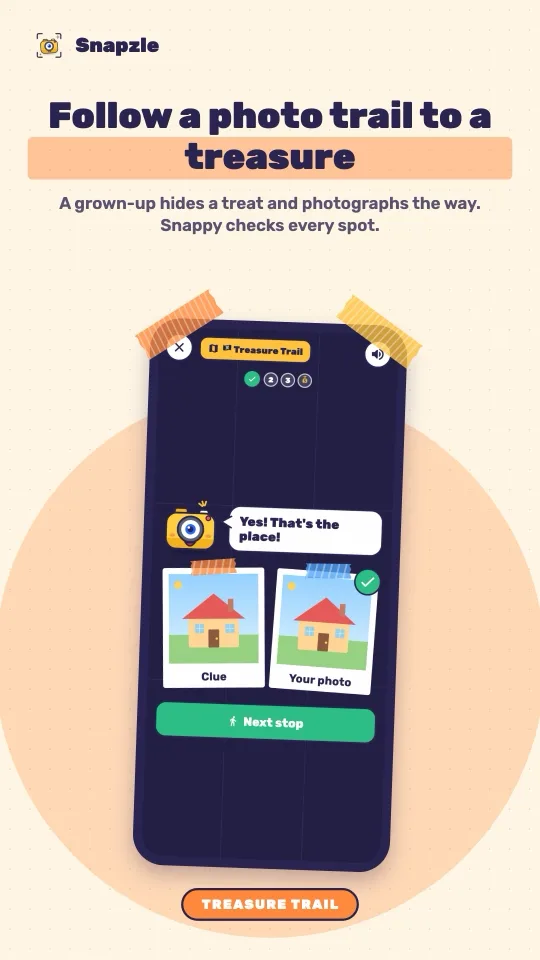 Snapzle
Follow a photo trail to a
treasure
A grown-up hides a treat and photographs the way.
Snappy checks every spot.
Treasure Trail
2 3
Yes! That's the
place!
Clue
Your photo
Next stop
TREASURE TRAIL